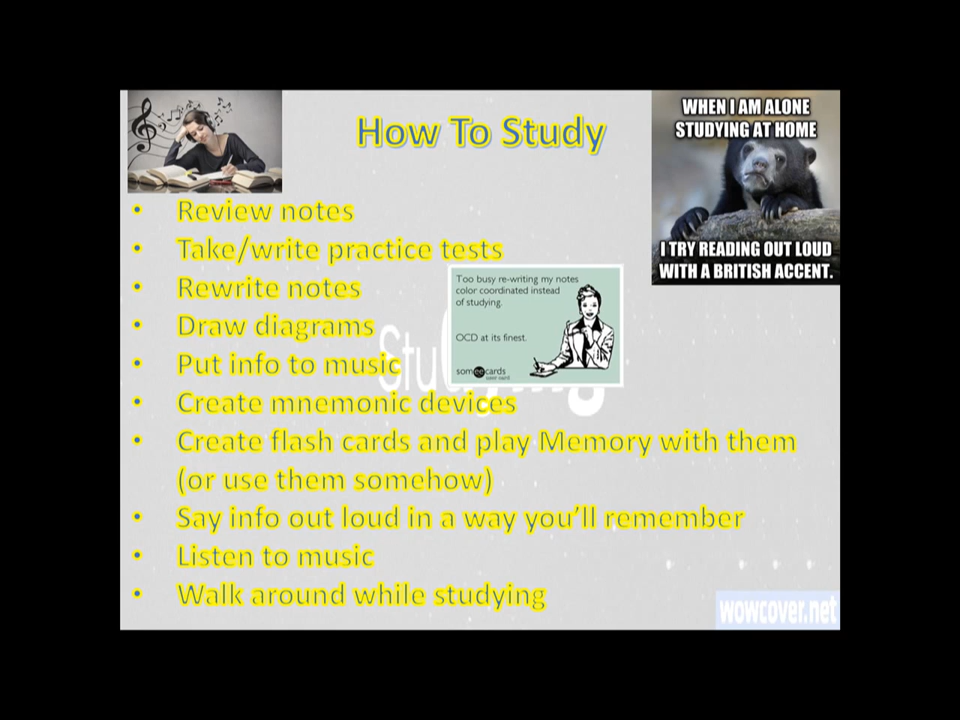 How To Study
WHEN I AM ALONE
STUDYING AT HOME
I TRY READING OUT LOUD
WITH A BRITISH ACCENT.
• Review notes
• Take/write practice tests
• Rewrite notes
• Draw diagrams
• Put info to music
• Create mnemonic devices
• Create flash cards and play Memory with them
(or use them somehow)
• Say info out loud in a way you'll remember
• Listen to music
• Walk around while studying
Too busy re-writing my notes
color coordinated instead
of studying.
OCD at its finest.
someecards
user card
wowcover.net